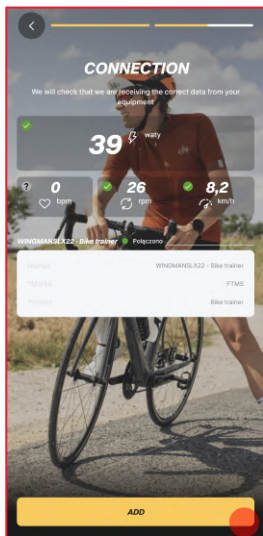 CONNECTION
We will check that we are receiving the correct data from your
equipment
39 waty
? 0 bpm
26 rpm
8,2 km/h
WINGMANSLX22 - Bike trainer Połączono
WINGMANSLX22 - Bike trainer
FTMS
Bike trainer
ADD